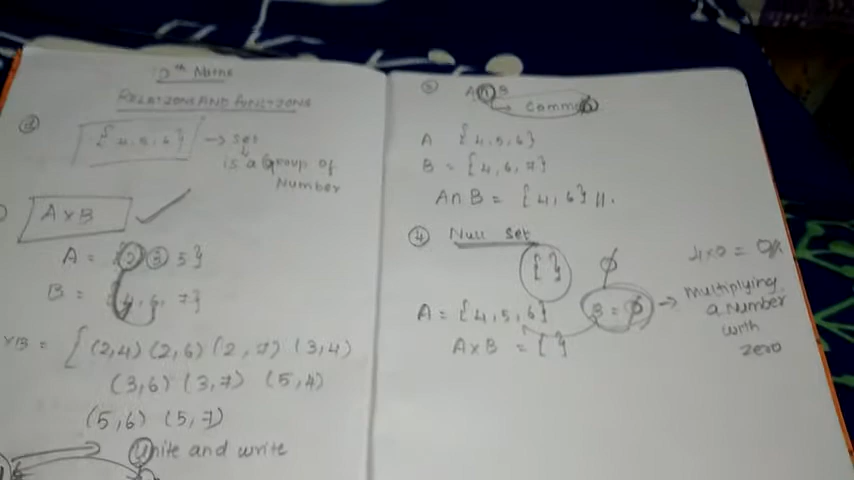 10th Maths
RELATIONS AND FUNCTIONS
{4,5,6} → set
is a Group of
Number
A×B
A = {2 3 5}
B = {4, 6, 7}
×B = { (2,4) (2,6) (2,7) (3,4)
(3,6) (3,7) (5,4)
(5,6) (5,7)
Unite and write
③ A∩B
→ Common
A {4,5,6}
B = {4,6,7}
A∩B = {4,6} //.
④ Null set
{ } ϕ
4×0 = 0
A = {4,5,6} B = ϕ → Multiplying
a Number
with
zero
A×B = { }